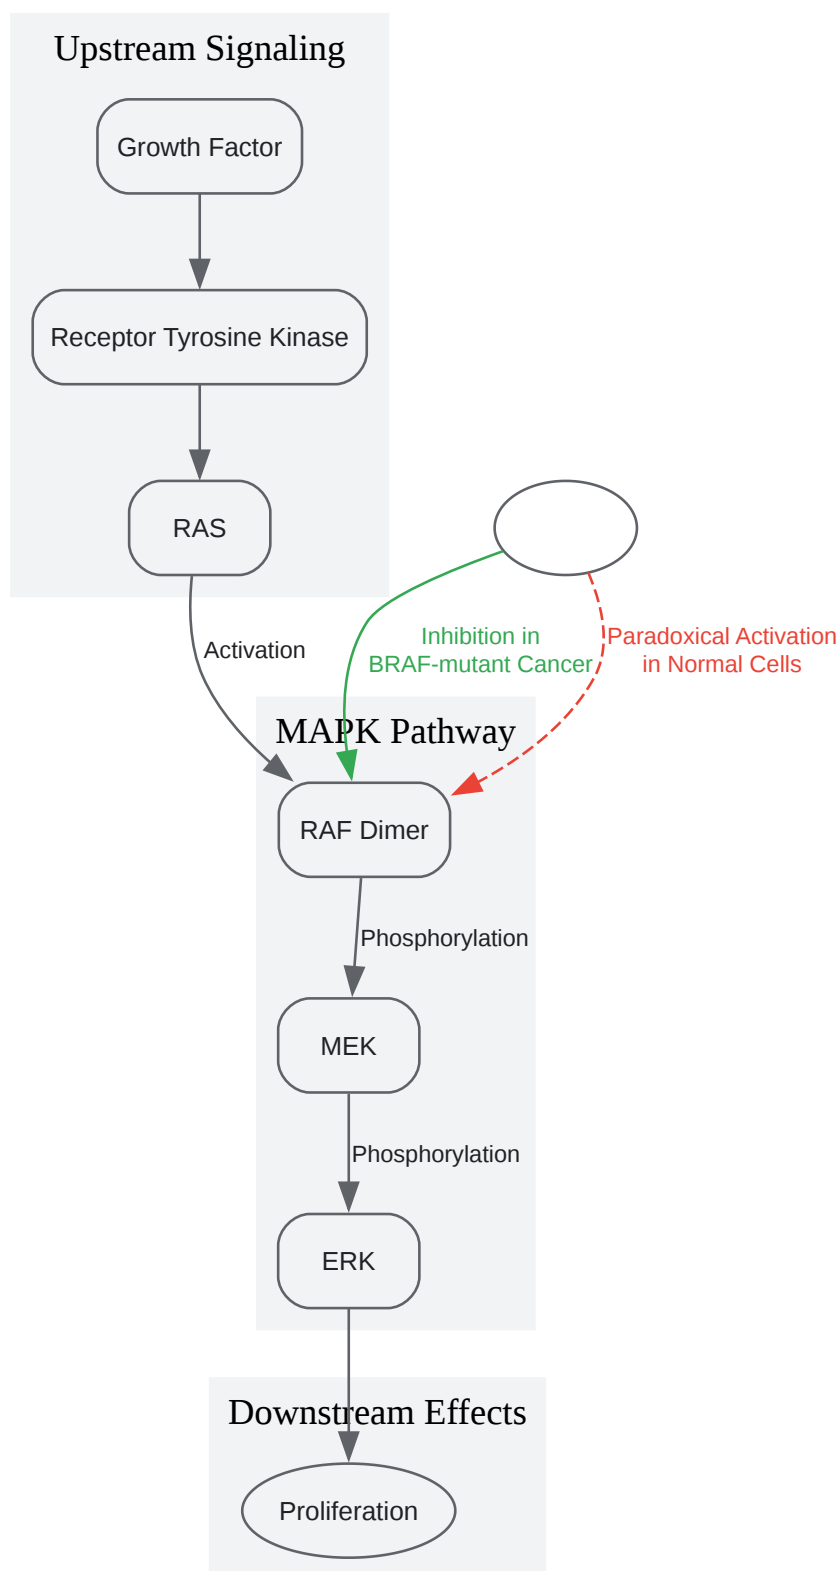 Upstream Signaling
Growth Factor
Receptor Tyrosine Kinase
RAS
Activation
Inhibition in
BRAF-mutant Cancer
Paradoxical Activation
in Normal Cells
MAPK Pathway
RAF Dimer
Phosphorylation
MEK
Phosphorylation
ERK
Downstream Effects
Proliferation